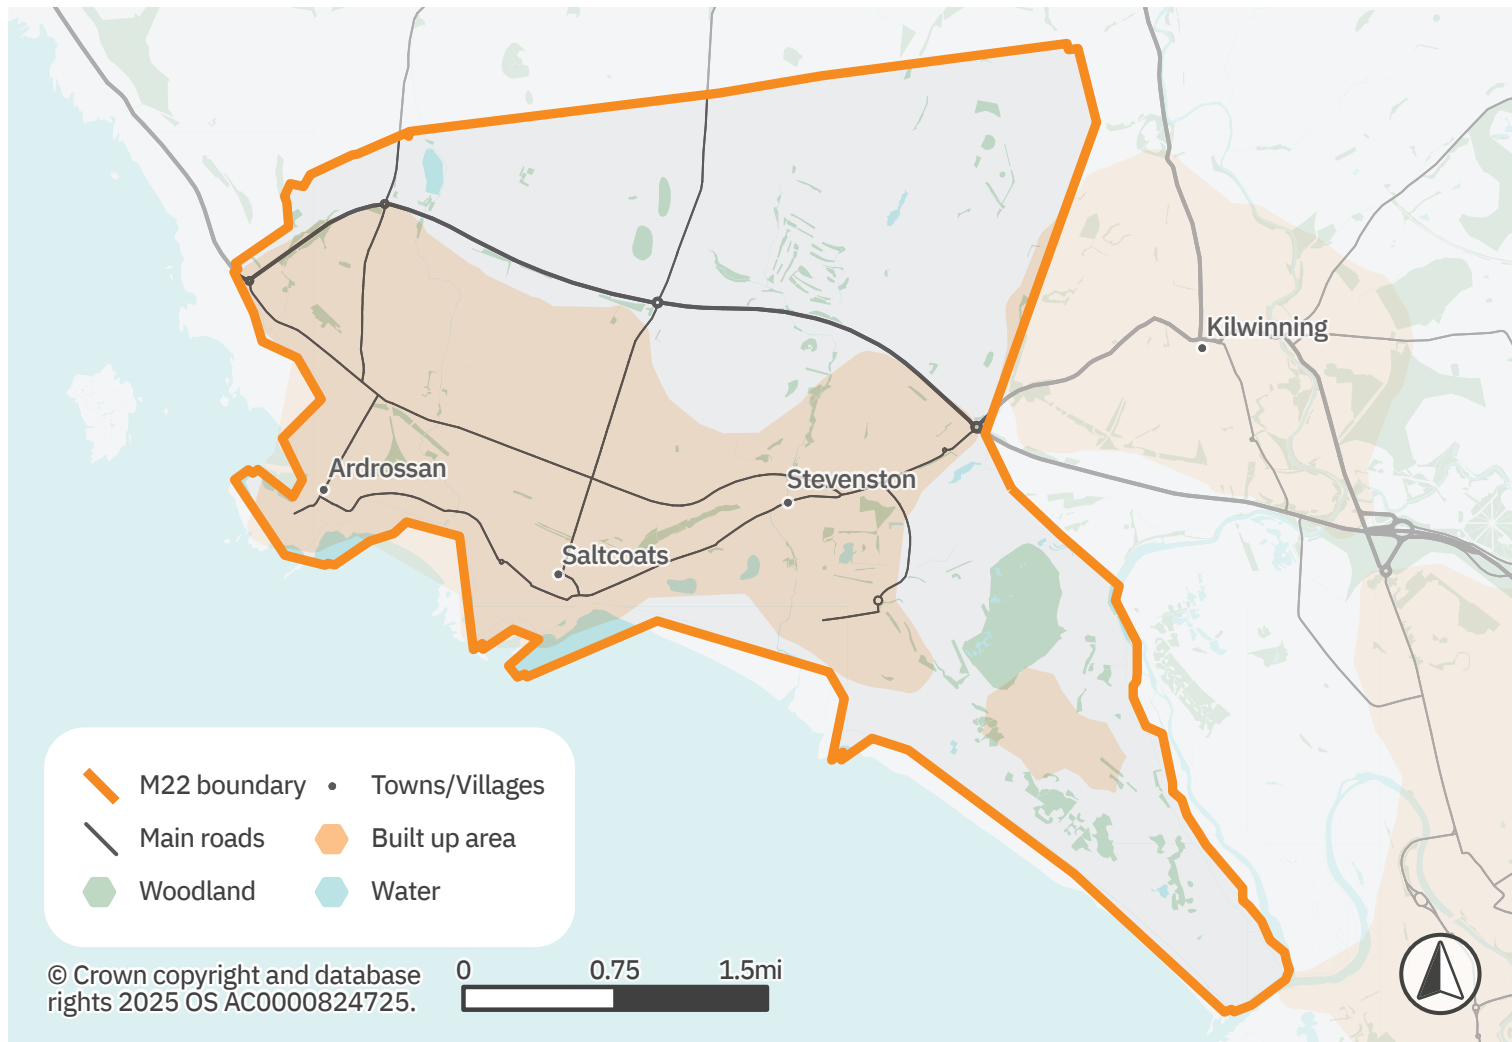 Kilwinning
Ardrossan
Stevenston
Saltcoats
M22 boundary
Towns/Villages
Main roads
Built up area
Woodland
Water
© Crown copyright and database
rights 2025 OS AC0000824725.
0 0.75 1.5mi